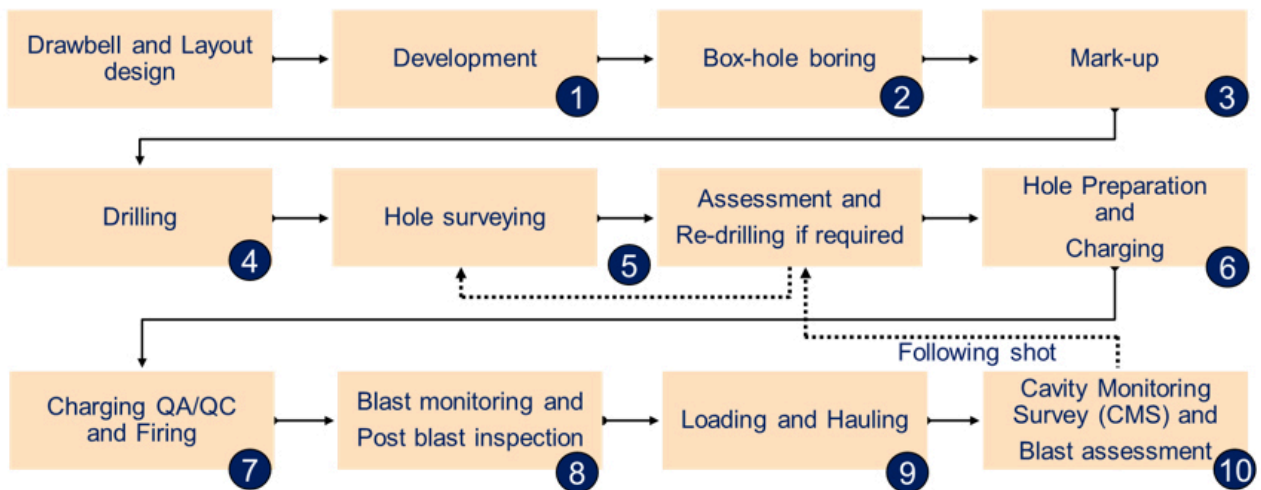 Drawbell and Layout
design
Development
1
Box-hole boring
2
Mark-up
3
Drilling
4
Hole surveying
5
Assessment and
Re-drilling if required
Hole Preparation
and
Charging
6
Following shot
Charging QA/QC
and Firing
7
Blast monitoring and
Post blast inspection
8
Loading and Hauling
9
Cavity Monitoring
Survey (CMS) and
Blast assessment
10